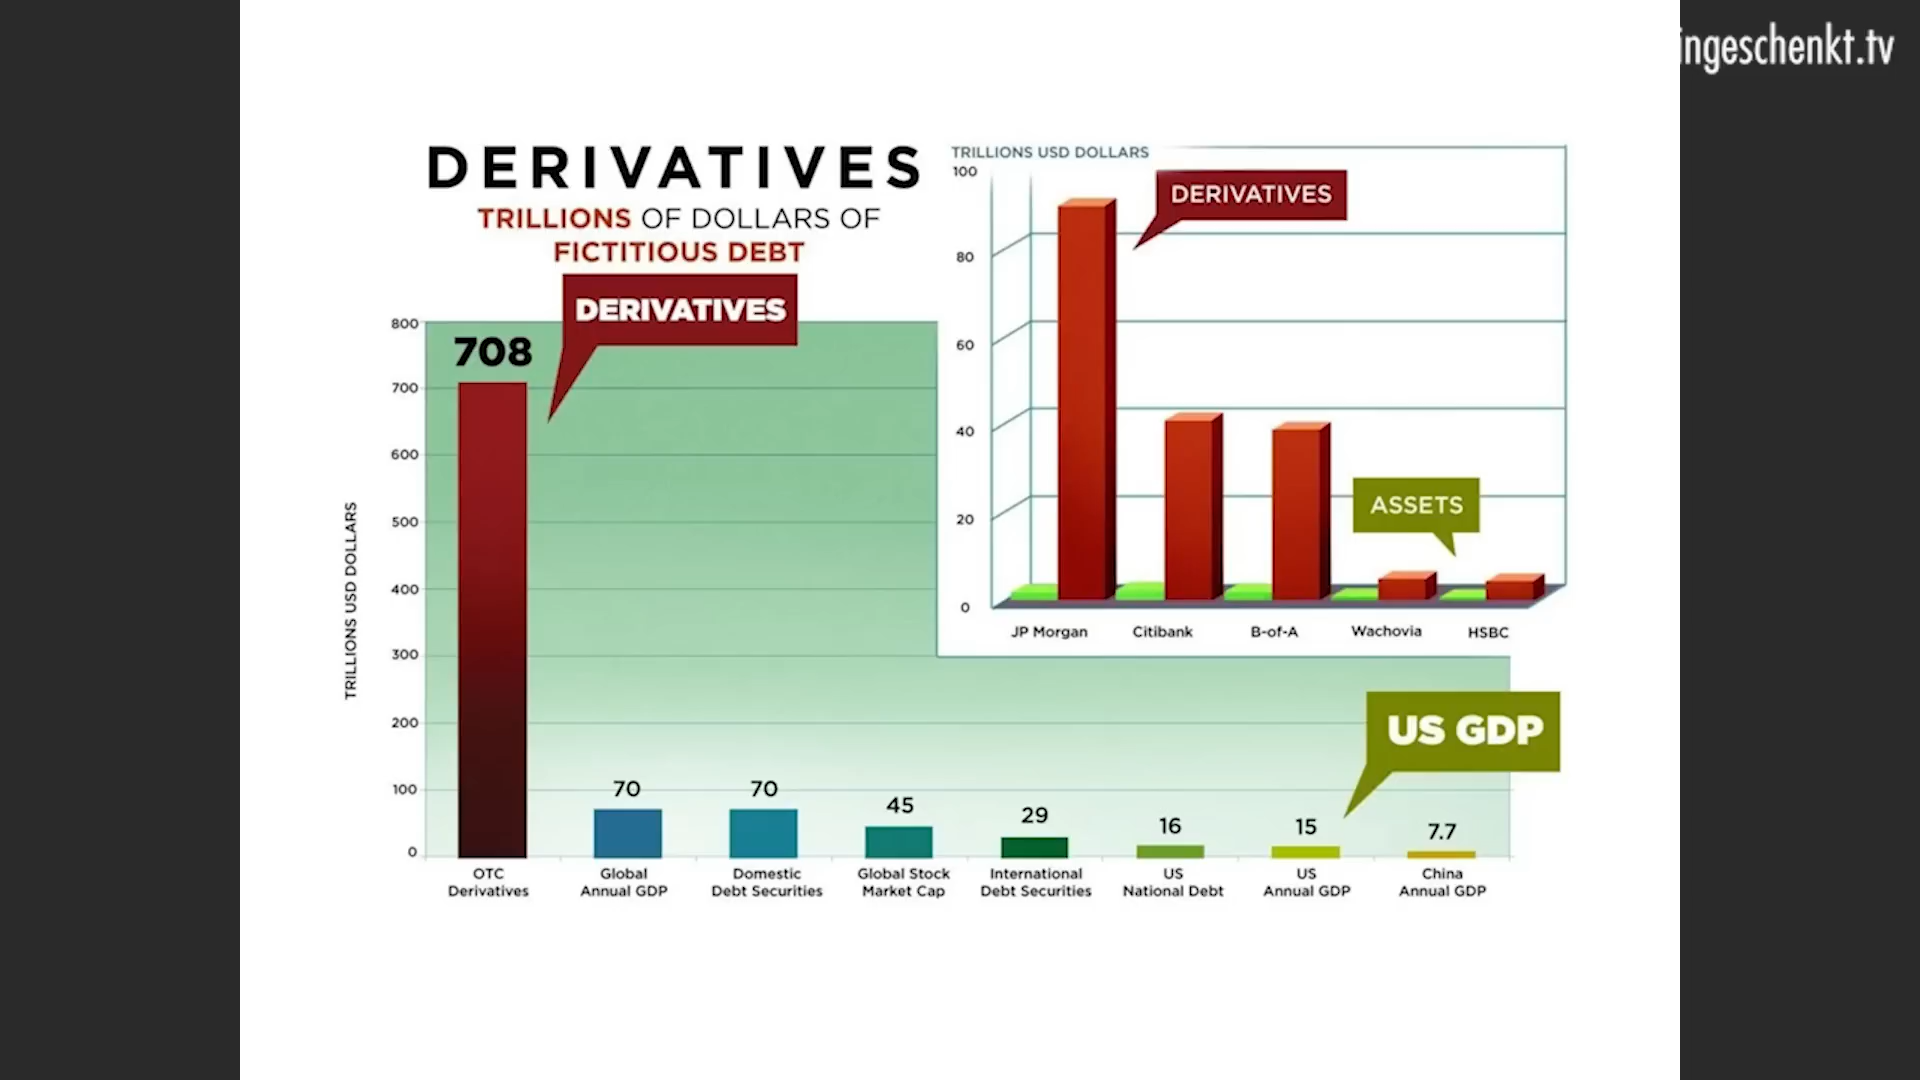 ingeschenkt.tv
DERIVATIVES
TRILLIONS OF DOLLARS OF
FICTITIOUS DEBT
DERIVATIVES
TRILLIONS USD DOLLARS
800
700
600
500
400
300
200
100
0
708
70
70
45
29
16
15
7.7
US GDP
OTC
Derivatives
Global
Annual GDP
Domestic
Debt Securities
Global Stock
Market Cap
International
Debt Securities
US
National Debt
US
Annual GDP
China
Annual GDP
TRILLIONS USD DOLLARS
100
80
60
40
20
0
DERIVATIVES
ASSETS
JP Morgan
Citibank
B-of-A
Wachovia
HSBC